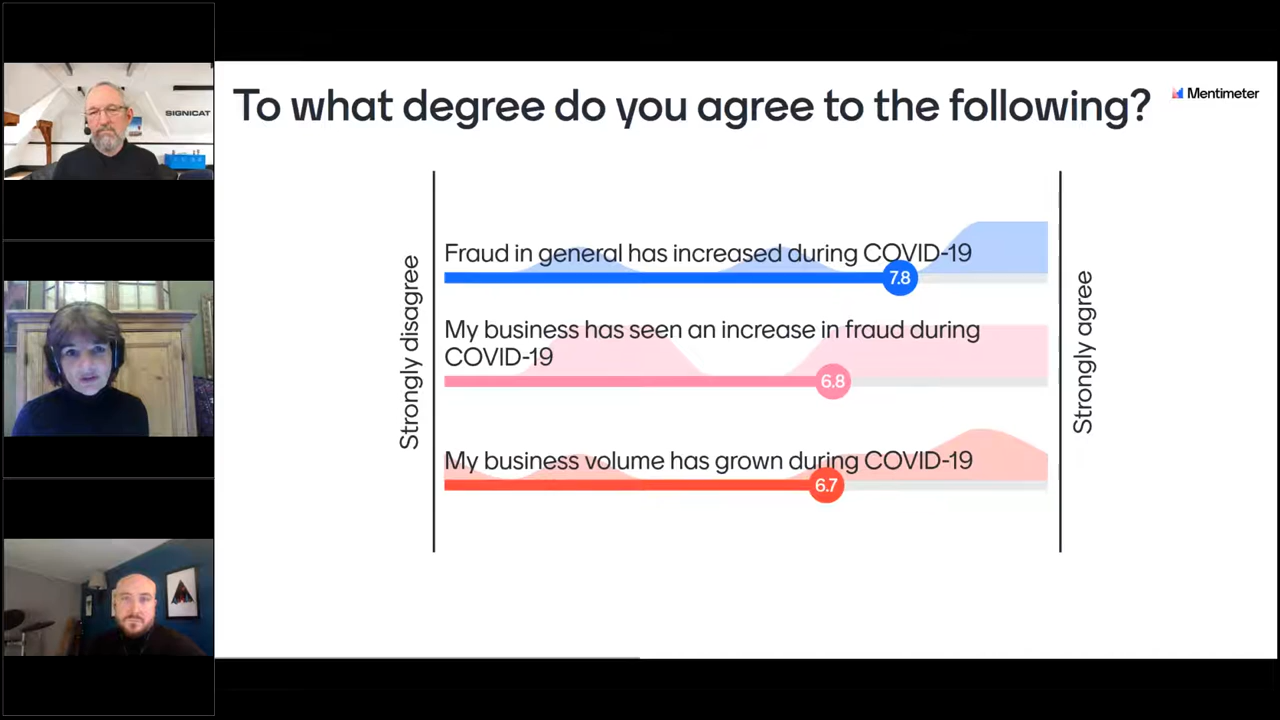 SIGNICAT
To what degree do you agree to the following?
Mentimeter
Strongly disagree
Fraud in general has increased during COVID-19
7.8
My business has seen an increase in fraud during
COVID-19
6.8
My business volume has grown during COVID-19
6.7
Strongly agree